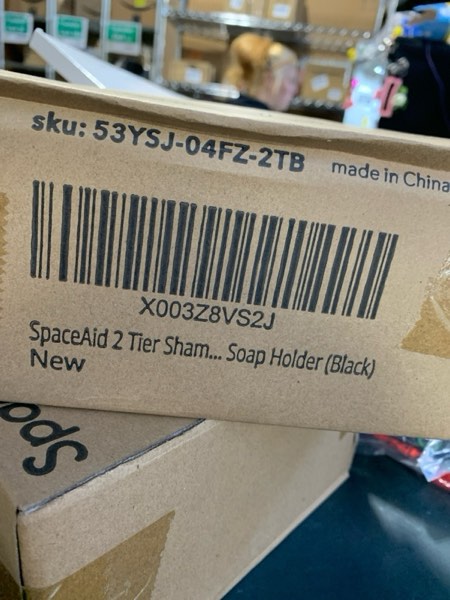 sku: 53YSJ-04FZ-2TB
made in China
X003Z8VS2J
SpaceAid 2 Tier Sham... Soap Holder (Black)
New